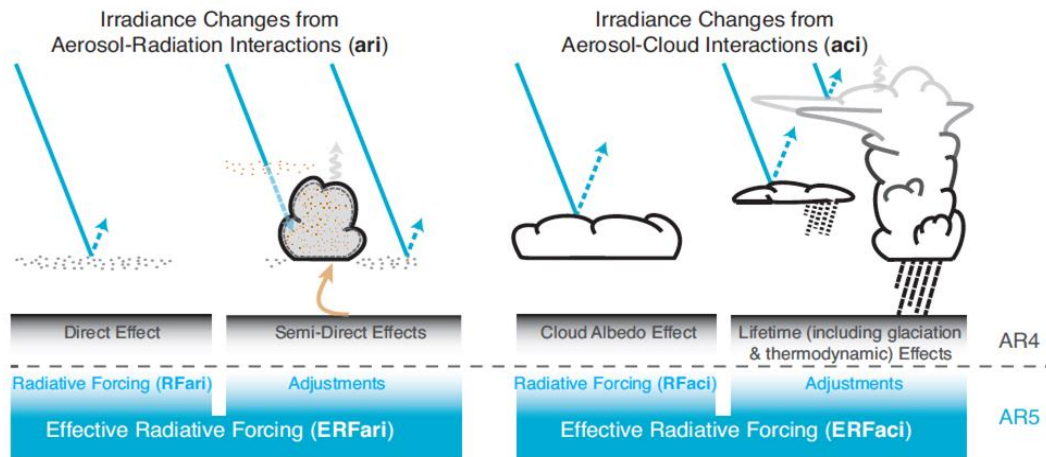 Irradiance Changes from
Aerosol-Radiation Interactions (ari)
Irradiance Changes from
Aerosol-Cloud Interactions (aci)
Direct Effect
Semi-Direct Effects
Cloud Albedo Effect
Lifetime (including glaciation
& thermodynamic) Effects
AR4
Radiative Forcing (RFari)
Adjustments
Radiative Forcing (RFaci)
Adjustments
AR5
Effective Radiative Forcing (ERFari)
Effective Radiative Forcing (ERFaci)